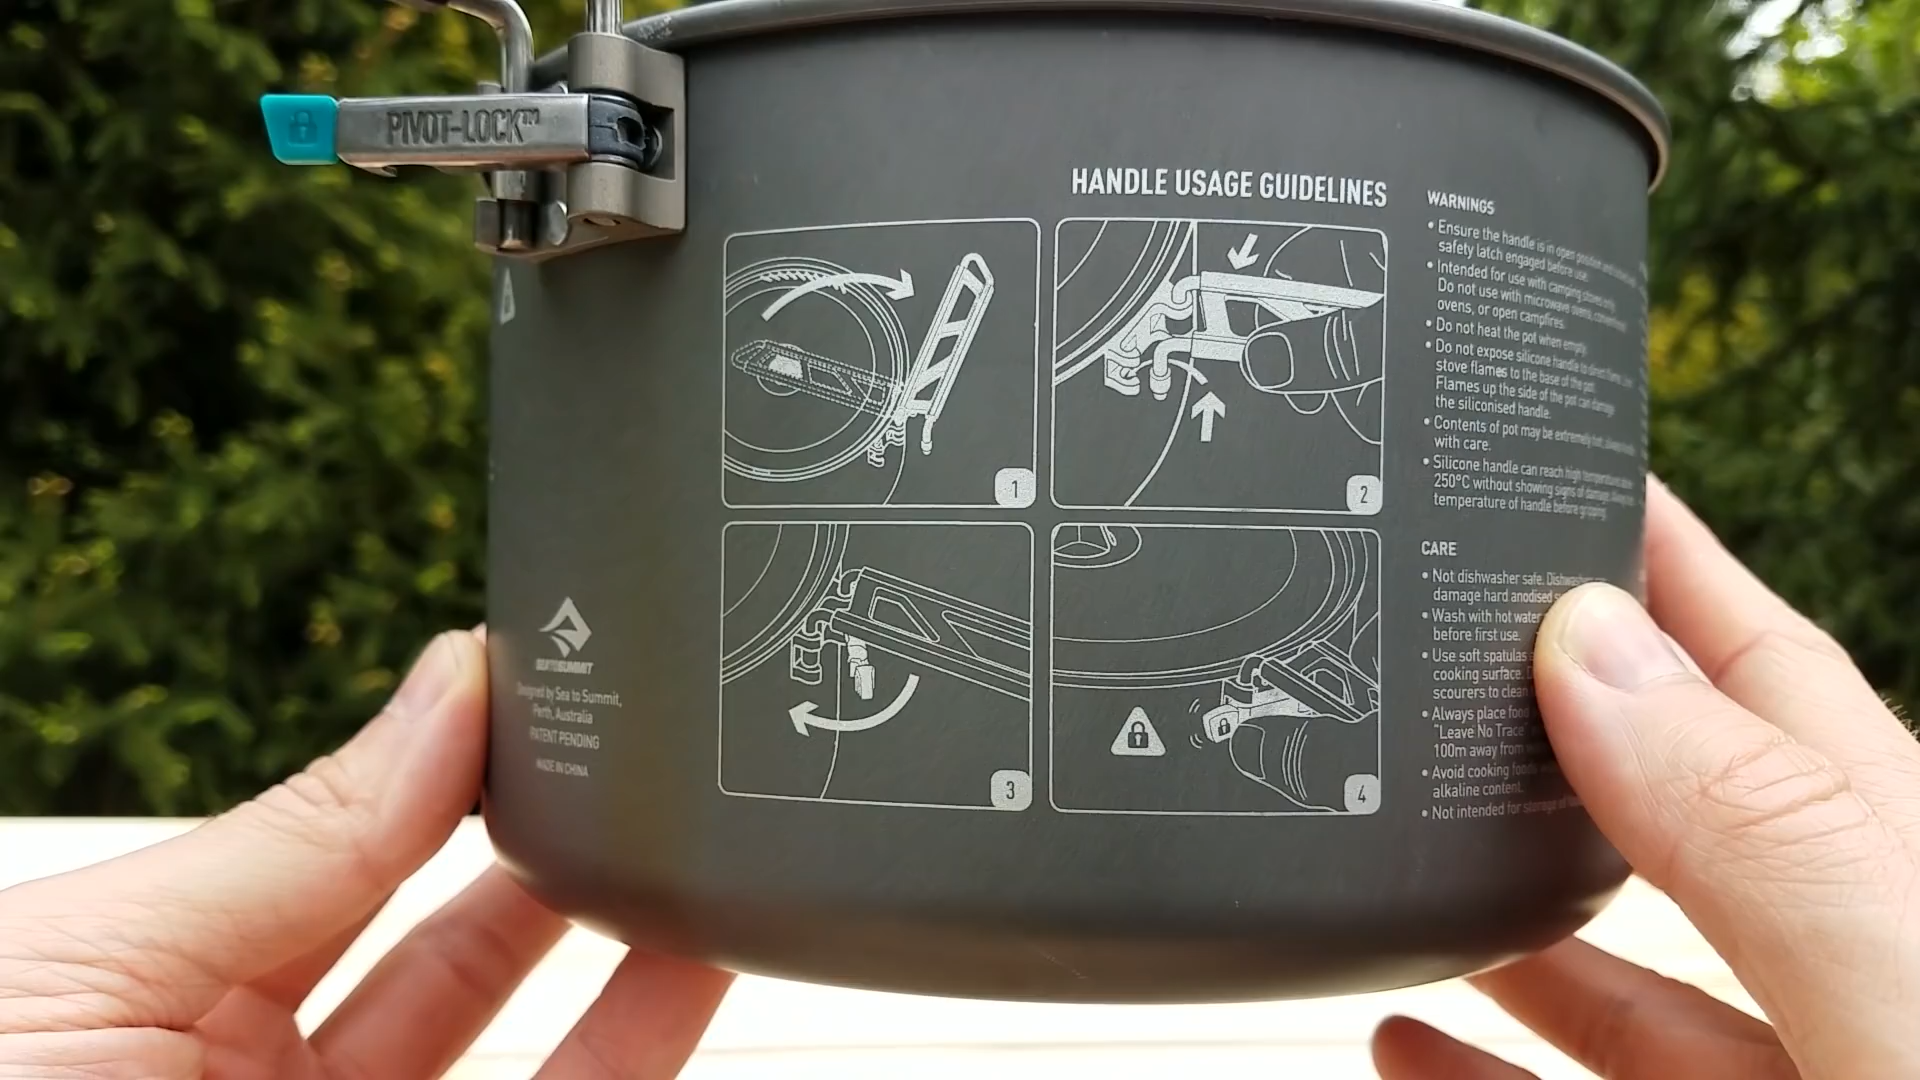 PIVOT-LOCK™
HANDLE USAGE GUIDELINES
1
2
3
4
SEA TO SUMMIT
Designed by Sea to Summit,
Perth, Australia
PATENT PENDING
MADE IN CHINA
WARNINGS
• Ensure the handle is in open position and
safety latch engaged before use.
• Intended for use with camping stoves only.
Do not use with microwave ovens,
ovens, or open campfires.
• Do not heat the pot when empty.
• Do not expose silicone handle to direct
stove flames to the base of the pot.
Flames up the side of the pot can damage
the siliconised handle.
• Contents of pot may be extremely hot,
with care.
• Silicone handle can reach high temperatures
250°C without showing signs of damage.
temperature of handle before gripping.
CARE
• Not dishwasher safe.
damage hard anodised
• Wash with hot water
before first use.
• Use soft spatulas
cooking surface.
scourers to clean
• Always place food
"Leave No Trace"
100m away from
• Avoid cooking foods
alkaline content.
• Not intended for storage of